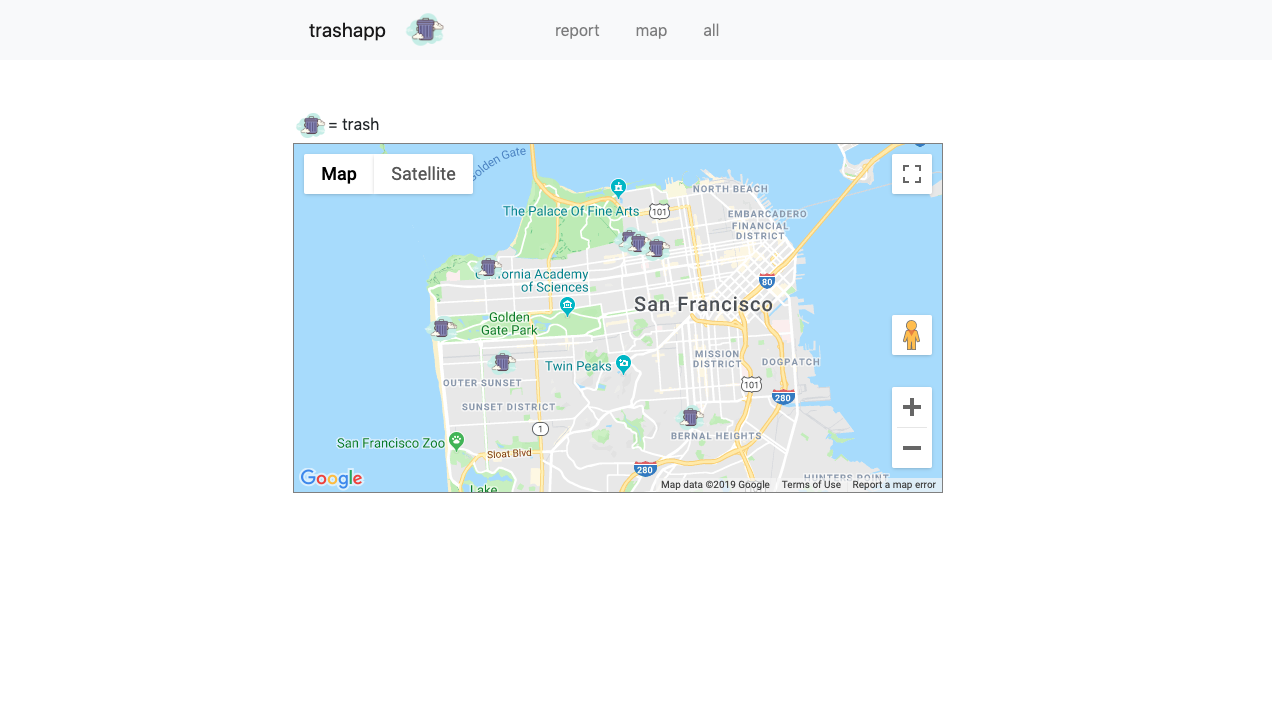 trashapp
report
map
all
= trash
Map
Satellite
Golden Gate
NORTH BEACH
The Palace Of Fine Arts
101
EMBARCADERO
FINANCIAL
DISTRICT
California Academy
of Sciences
80
San Francisco
Golden
Gate Park
MISSION
DISTRICT
DOGPATCH
Twin Peaks
OUTER SUNSET
101
280
SUNSET DISTRICT
1
BERNAL HEIGHTS
San Francisco Zoo
Sloat Blvd
280
HUNTERS POINT
Lake
Google
Map data ©2019 Google
Terms of Use
Report a map error